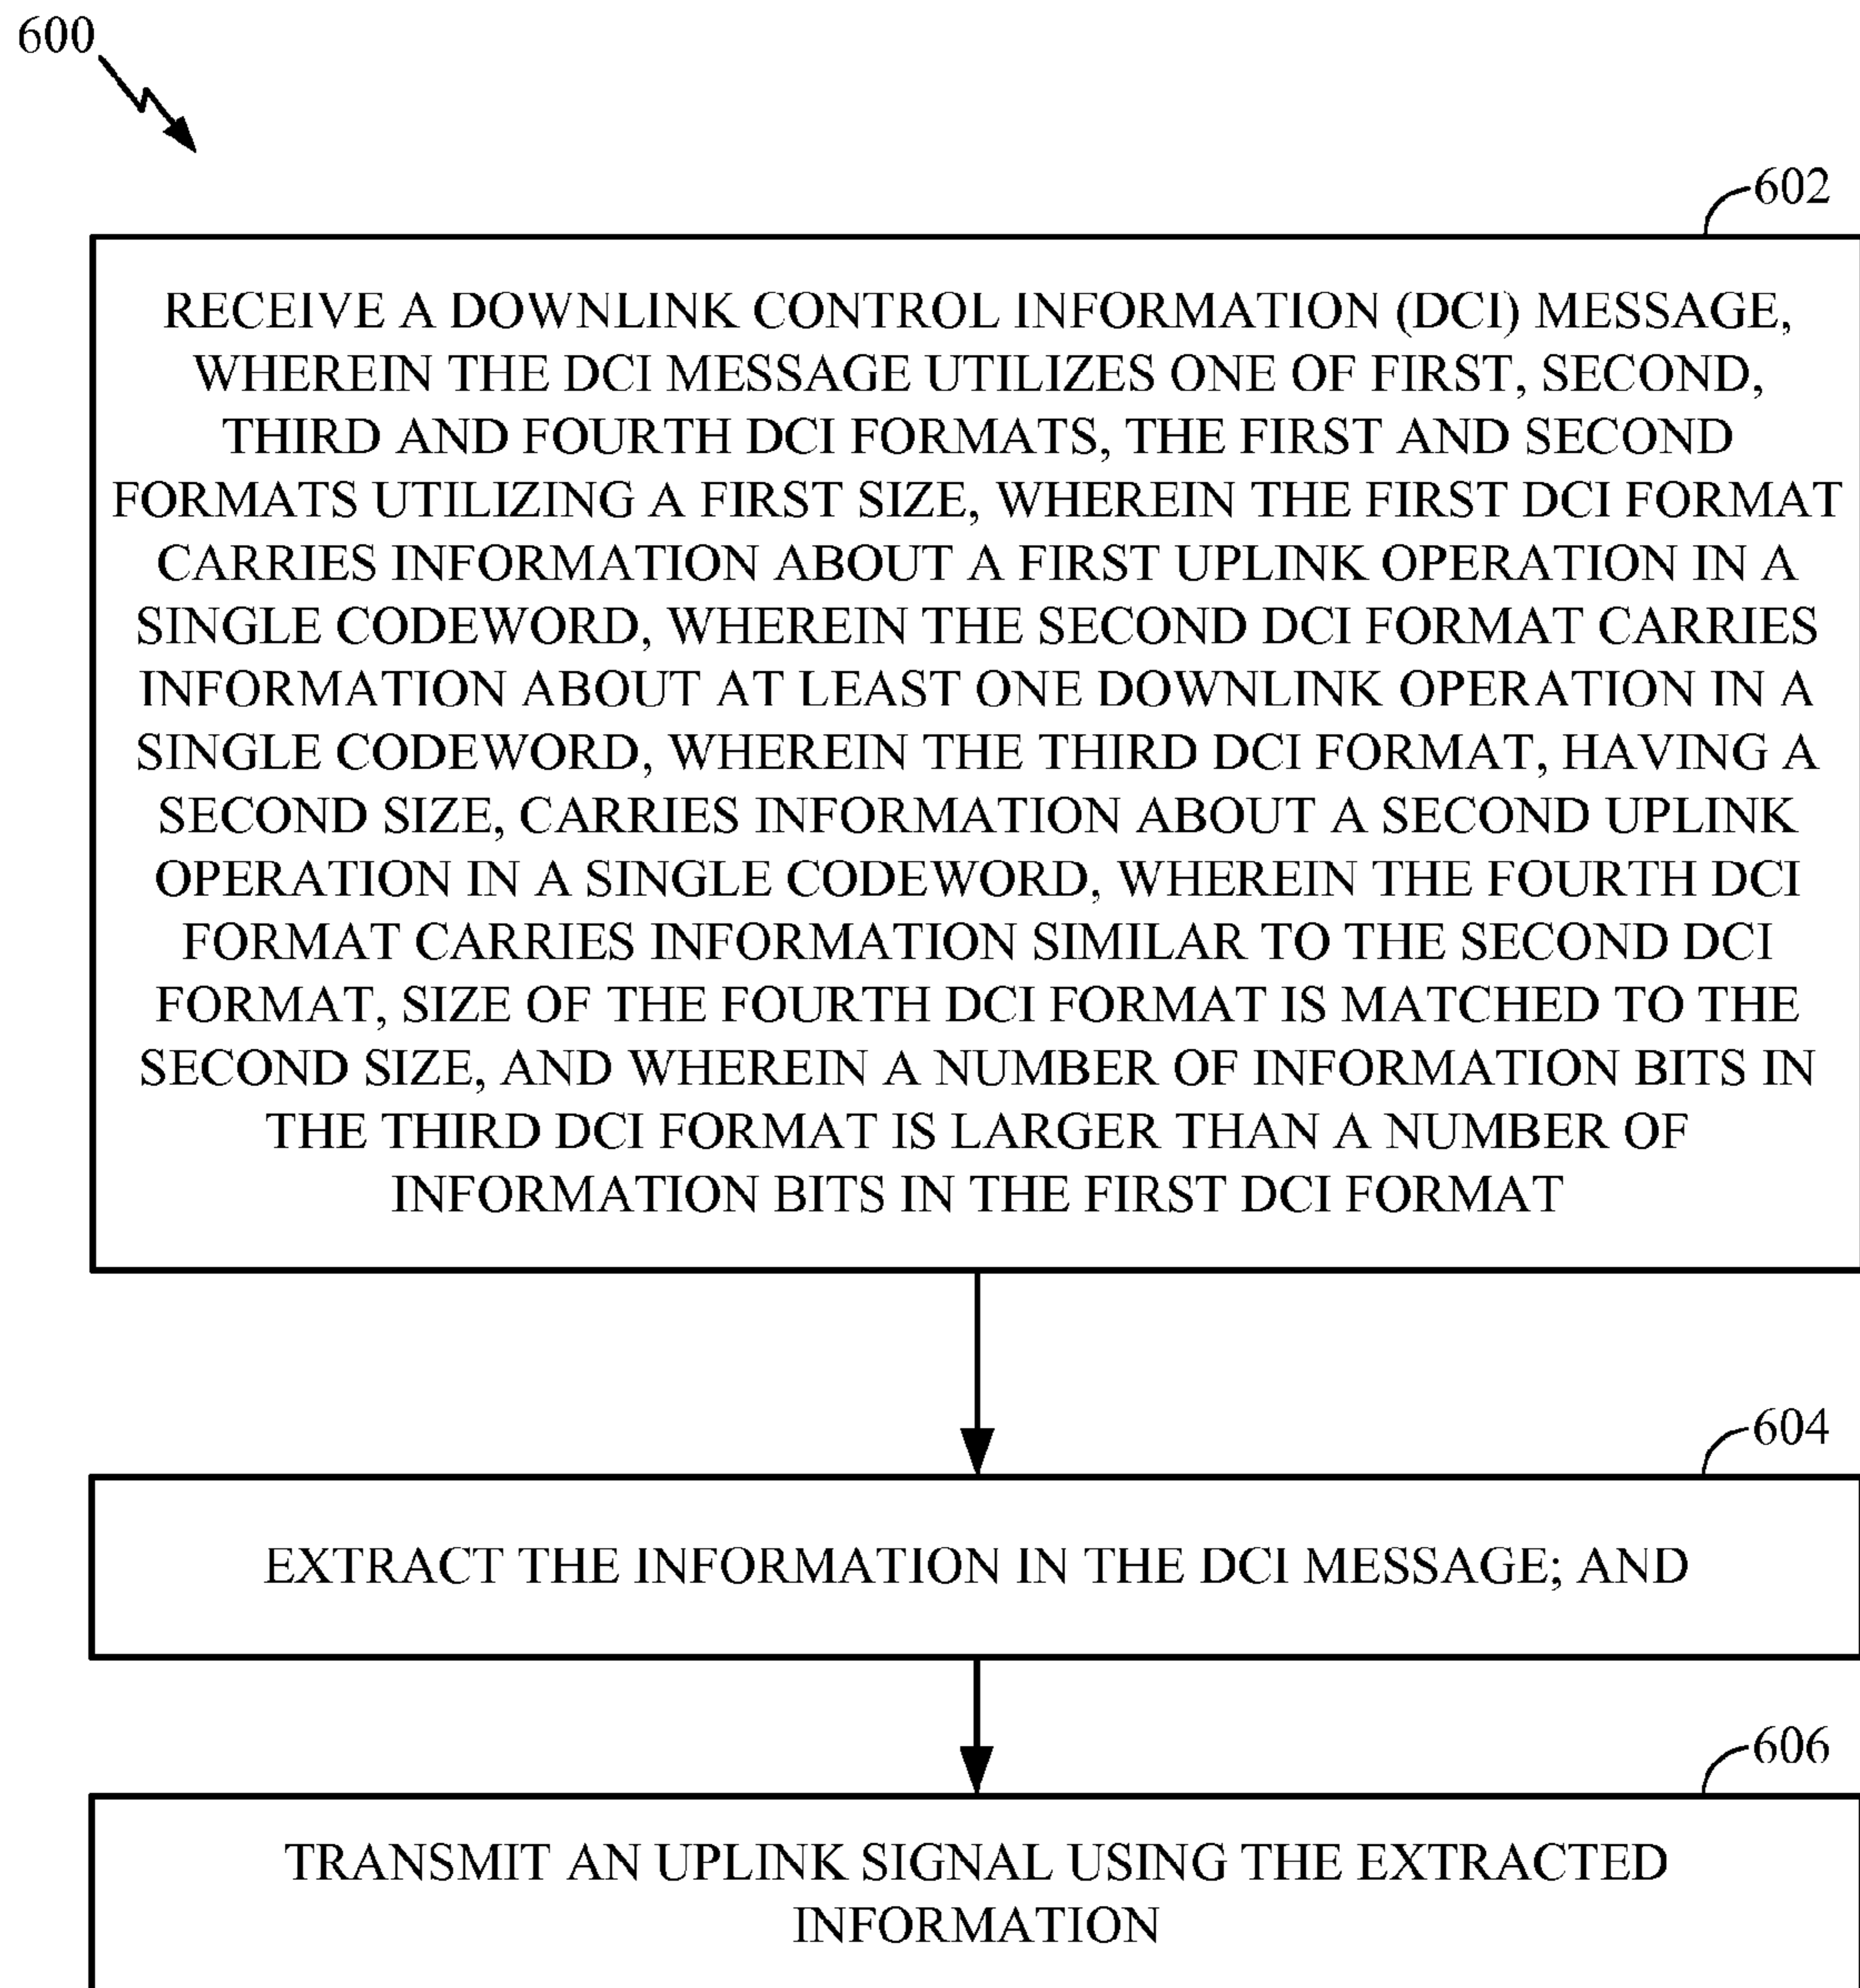 600
602
RECEIVE A DOWNLINK CONTROL INFORMATION (DCI) MESSAGE,
WHEREIN THE DCI MESSAGE UTILIZES ONE OF FIRST, SECOND,
THIRD AND FOURTH DCI FORMATS, THE FIRST AND SECOND
FORMATS UTILIZING A FIRST SIZE, WHEREIN THE FIRST DCI FORMAT
CARRIES INFORMATION ABOUT A FIRST UPLINK OPERATION IN A
SINGLE CODEWORD, WHEREIN THE SECOND DCI FORMAT CARRIES
INFORMATION ABOUT AT LEAST ONE DOWNLINK OPERATION IN A
SINGLE CODEWORD, WHEREIN THE THIRD DCI FORMAT, HAVING A
SECOND SIZE, CARRIES INFORMATION ABOUT A SECOND UPLINK
OPERATION IN A SINGLE CODEWORD, WHEREIN THE FOURTH DCI
FORMAT CARRIES INFORMATION SIMILAR TO THE SECOND DCI
FORMAT, SIZE OF THE FOURTH DCI FORMAT IS MATCHED TO THE
SECOND SIZE, AND WHEREIN A NUMBER OF INFORMATION BITS IN
THE THIRD DCI FORMAT IS LARGER THAN A NUMBER OF
INFORMATION BITS IN THE FIRST DCI FORMAT
604
EXTRACT THE INFORMATION IN THE DCI MESSAGE; AND
606
TRANSMIT AN UPLINK SIGNAL USING THE EXTRACTED
INFORMATION